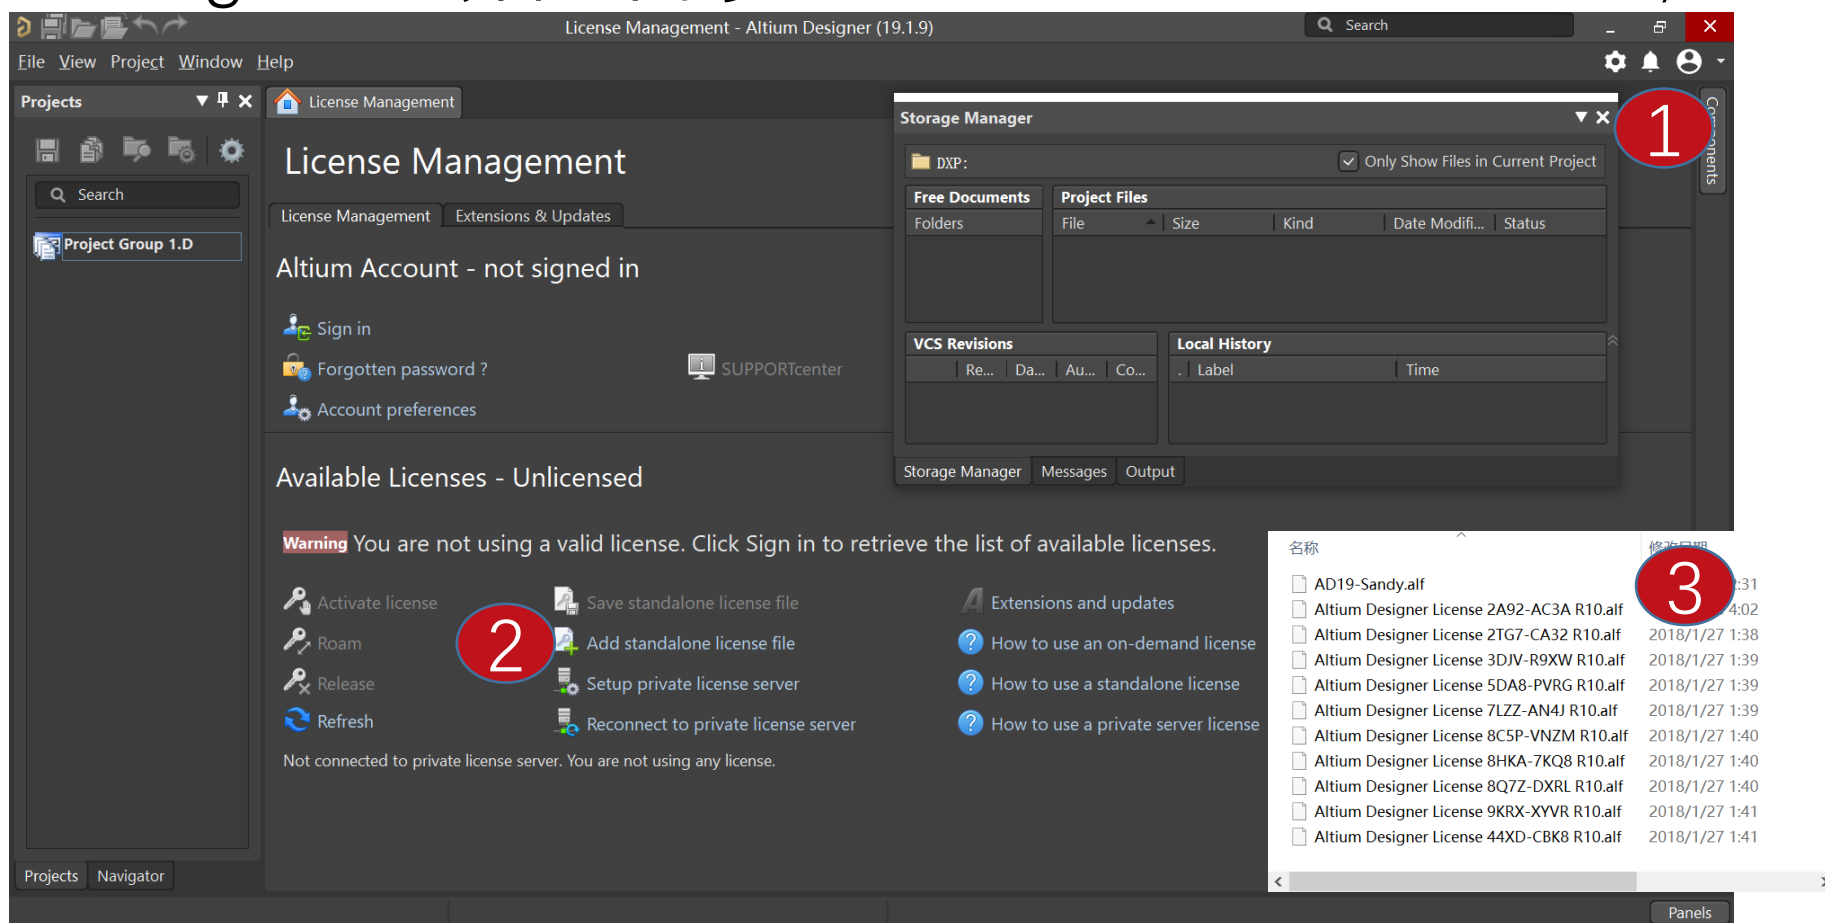 License Management - Altium Designer (19.1.9)
Search
File View Project Window Help
Projects
License Management
Storage Manager
1
Components
License Management
DXP:
Only Show Files in Current Project
Search
Free Documents
Project Files
License Management
Extensions & Updates
Folders
File Size Kind Date Modifi... Status
Project Group 1.D
Altium Account - not signed in
Sign in
VCS Revisions
Local History
Forgotten password ?
SUPPORTcenter
Re... Da... Au... Co...
. Label Time
Account preferences
Storage Manager Messages Output
Available Licenses - Unlicensed
Warning You are not using a valid license. Click Sign in to retrieve the list of available licenses.
Activate license
Save standalone license file
Extensions and updates
Roam
2
Add standalone license file
How to use an on-demand license
Release
Setup private license server
How to use a standalone license
Refresh
Reconnect to private license server
How to use a private server license
Not connected to private license server. You are not using any license.
名称
修改日期
3
AD19-Sandy.alf :31
Altium Designer License 2A92-AC3A R10.alf 4:02
Altium Designer License 2TG7-CA32 R10.alf 2018/1/27 1:38
Altium Designer License 3DJV-R9XW R10.alf 2018/1/27 1:39
Altium Designer License 5DA8-PVRG R10.alf 2018/1/27 1:39
Altium Designer License 7LZZ-AN4J R10.alf 2018/1/27 1:39
Altium Designer License 8C5P-VNZM R10.alf 2018/1/27 1:40
Altium Designer License 8HKA-7KQ8 R10.alf 2018/1/27 1:40
Altium Designer License 8Q7Z-DXRL R10.alf 2018/1/27 1:40
Altium Designer License 9KRX-XYVR R10.alf 2018/1/27 1:41
Altium Designer License 44XD-CBK8 R10.alf 2018/1/27 1:41
Projects Navigator
Panels